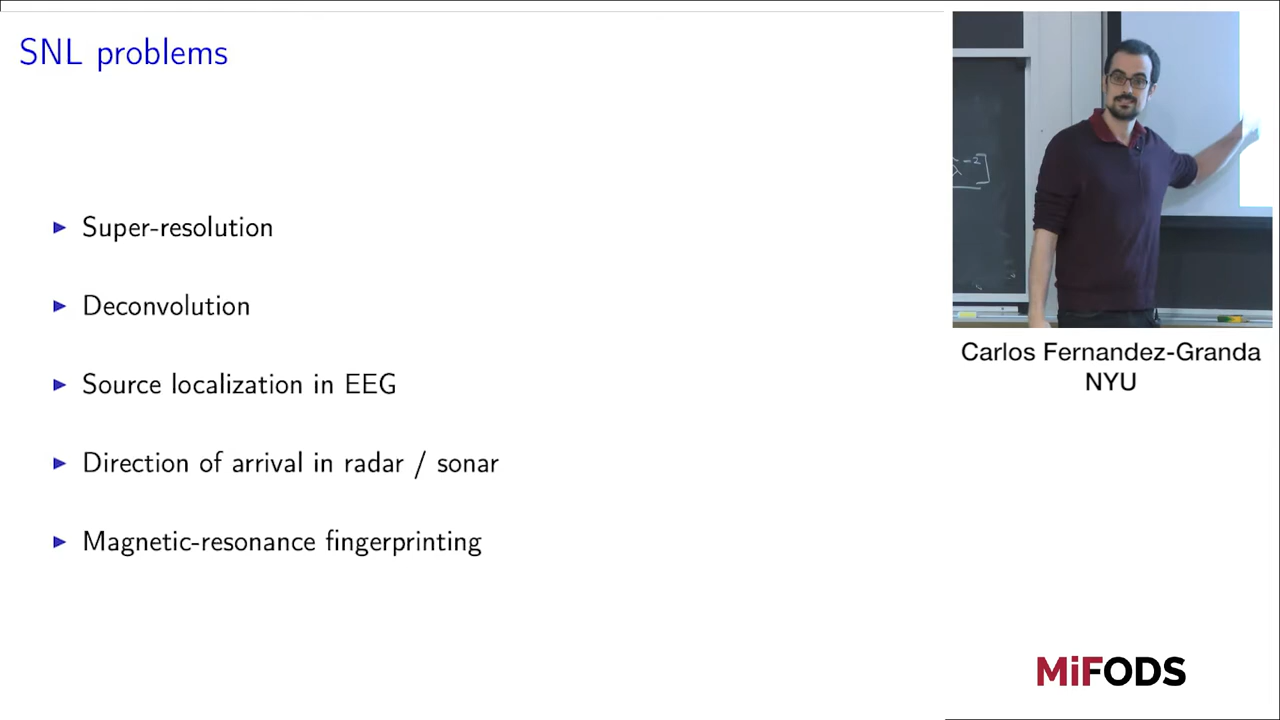 SNL problems
Super-resolution
Deconvolution
Source localization in EEG
Direction of arrival in radar / sonar
Magnetic-resonance fingerprinting
Carlos Fernandez-Granda
NYU
MiFODS